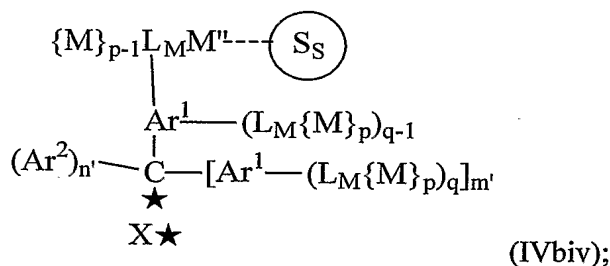 {M}p-1LMM" SS
Ar1—(LM{M}p)q-1
(Ar2)n' C —[Ar1—(LM{M}p)q]m'
★
X★
(IVbiv);